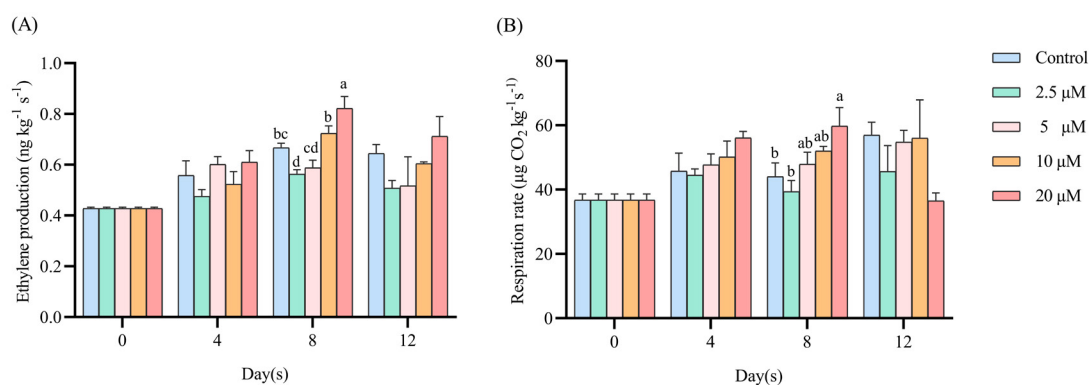 (A)
Ethylene production (ng kg⁻¹ s⁻¹)
1.0
0.8
0.6
0.4
0.2
0.0
bc
d
cd
b
a
0
4
8
12
Day(s)
(B)
Respiration rate (μg CO₂ kg⁻¹s⁻¹)
80
60
40
20
0
b
b
ab
ab
a
0
4
8
12
Day(s)
Control
2.5 μM
5 μM
10 μM
20 μM